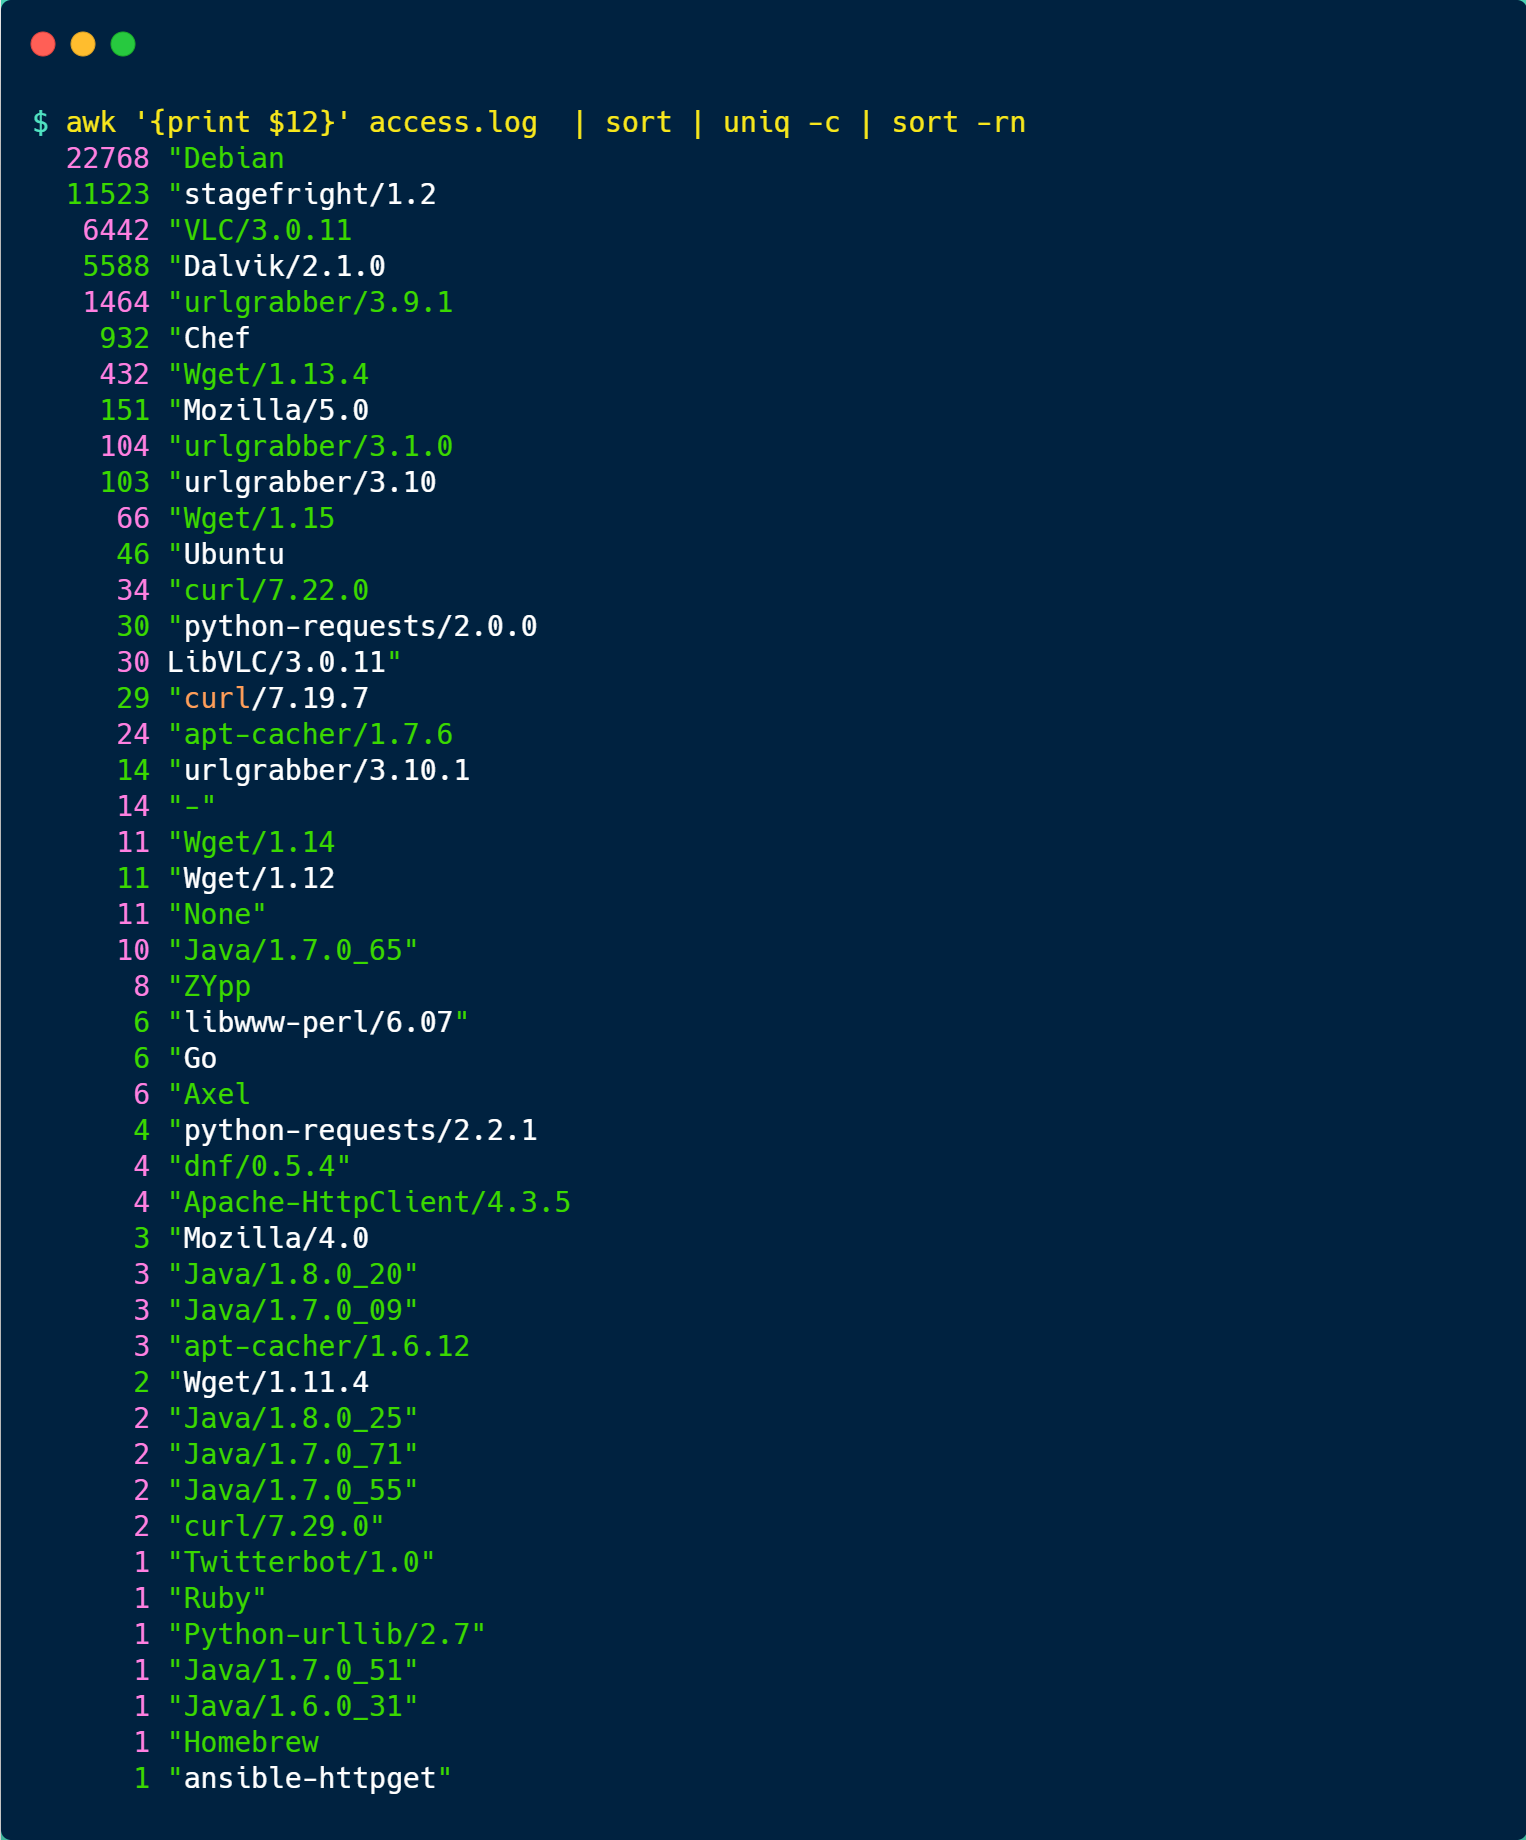 $ awk '{print $12}' access.log  | sort | uniq -c | sort -rn
  22768 "Debian
  11523 "stagefright/1.2
   6442 "VLC/3.0.11
   5588 "Dalvik/2.1.0
   1464 "urlgrabber/3.9.1
    932 "Chef
    432 "Wget/1.13.4
    151 "Mozilla/5.0
    104 "urlgrabber/3.1.0
    103 "urlgrabber/3.10
     66 "Wget/1.15
     46 "Ubuntu
     34 "curl/7.22.0
     30 "python-requests/2.0.0
     30 LibVLC/3.0.11"
     29 "curl/7.19.7
     24 "apt-cacher/1.7.6
     14 "urlgrabber/3.10.1
     14 "-"
     11 "Wget/1.14
     11 "Wget/1.12
     11 "None"
     10 "Java/1.7.0_65"
      8 "ZYpp
      6 "libwww-perl/6.07"
      6 "Go
      6 "Axel
      4 "python-requests/2.2.1
      4 "dnf/0.5.4"
      4 "Apache-HttpClient/4.3.5
      3 "Mozilla/4.0
      3 "Java/1.8.0_20"
      3 "Java/1.7.0_09"
      3 "apt-cacher/1.6.12
      2 "Wget/1.11.4
      2 "Java/1.8.0_25"
      2 "Java/1.7.0_71"
      2 "Java/1.7.0_55"
      2 "curl/7.29.0"
      1 "Twitterbot/1.0"
      1 "Ruby"
      1 "Python-urllib/2.7"
      1 "Java/1.7.0_51"
      1 "Java/1.6.0_31"
      1 "Homebrew
      1 "ansible-httpget"